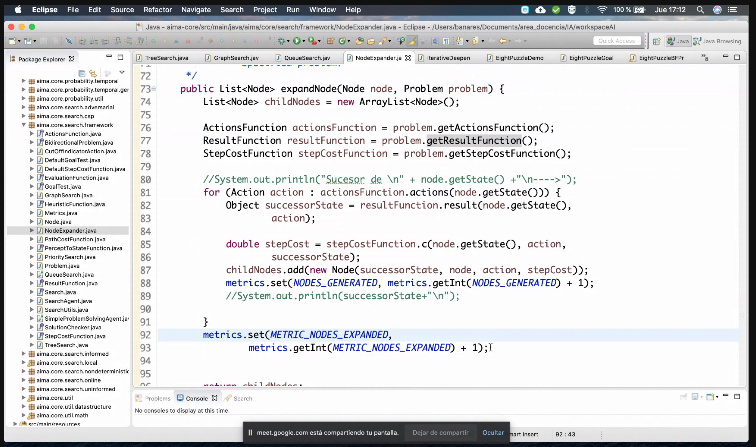 Eclipse File Edit Source Refactor Navigate Search Project Run Window Help 100 % Jue 17:12
Java - aima-core/src/main/java/aima/core/search/framework/NodeExpander.java - Eclipse - /Users/banares/Documents/area_docencia/IA/workspaceAI
Quick Access Java Java Browsing
Package Explorer
TreeSearch.java GraphSearch.java QueueSearch.java NodeExpander.ja IterativeDeepen EightPuzzleDemo EightPuzzleGoal EightPuzzleSFPr
aima.core.probability.temporal
aima.core.probability.temporal.ger
aima.core.probability.util
aima.core.search.adversarial
aima.core.search.csp
aima.core.search.framework
ActionsFunction.java
BidirectionalProblem.java
CutOffIndicatorAction.java
DefaultGoalTest.java
DefaultStepCostFunction.java
GoalTest.java
GraphSearch.java
HeuristicFunction.java
Metrics.java
Node.java
NodeExpander.java
PathCostFunction.java
PerceptToStateFunction.java
PrioritySearch.java
Problem.java
QueueSearch.java
ResultFunction.java
Search.java
SearchAgent.java
SearchUtils.java
SimpleProblemSolvingAgent.java
SolutionChecker.java
StepCostFunction.java
TreeSearch.java
aima.core.search.informed
aima.core.search.local
aima.core.search.nondeterministic
aima.core.search.online
aima.core.search.uninformed
aima.core.util
aima.core.util.datastructure
aima.core.util.math
src/main/resources
71
72 */
73 public List<Node> expandNode(Node node, Problem problem) {
74 List<Node> childNodes = new ArrayList<Node>();
75
76 ActionsFunction actionsFunction = problem.getActionsFunction();
77 ResultFunction resultFunction = problem.getResultFunction();
78 StepCostFunction stepCostFunction = problem.getStepCostFunction();
79
80 //System.out.println("Sucesor de \n" + node.getState() +"\n---->");
81 for (Action action : actionsFunction.actions(node.getState())) {
82 Object successorState = resultFunction.result(node.getState(),
83 action);
84
85 double stepCost = stepCostFunction.c(node.getState(), action,
86 successorState);
87 childNodes.add(new Node(successorState, node, action, stepCost));
88 metrics.set(NODES_GENERATED, metrics.getInt(NODES_GENERATED) + 1);
89 //System.out.println(successorState+"\n");
90
91 }
92 metrics.set(METRIC_NODES_EXPANDED,
93 metrics.getInt(METRIC_NODES_EXPANDED) + 1);
94
95
96 return childNodes;
Problems Console Search
No consoles to display at this time.
meet.google.com está compartiendo tu pantalla. Dejar de compartir Ocultar
Smart Insert 92 : 43